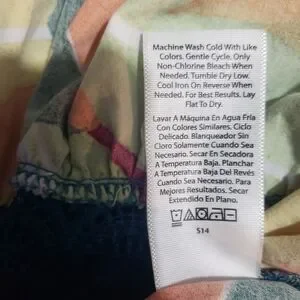 Machine Wash Cold With Like
Colors. Gentle Cycle. Only
Non-Chlorine Bleach When
Needed. Tumble Dry Low.
Cool Iron On Reverse When
Needed. For Best Results, Lay
Flat To Dry.
Lavar A Máquina En Agua Fría
Con Colores Similares. Ciclo
Delicado. Blanqueador Sin
Cloro Solamente Cuando Sea
Necesario. Secar En Secadora
A Temperatura Baja. Planchar
A Temperatura Baja Del Revés
Cuando Sea Necesario. Para
Mejores Resultados. Secar
Extendido En Plano.
S14